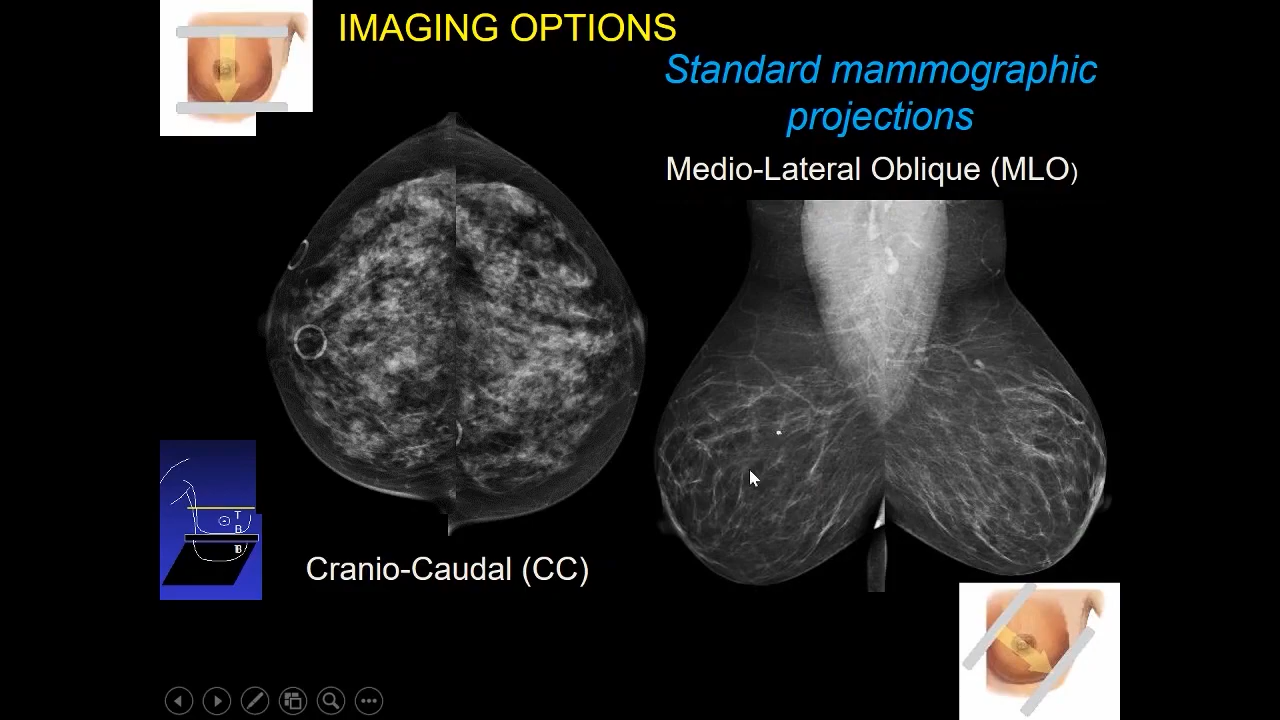 IMAGING OPTIONS
Standard mammographic
projections
Medio-Lateral Oblique (MLO)
T
B
B
Cranio-Caudal (CC)